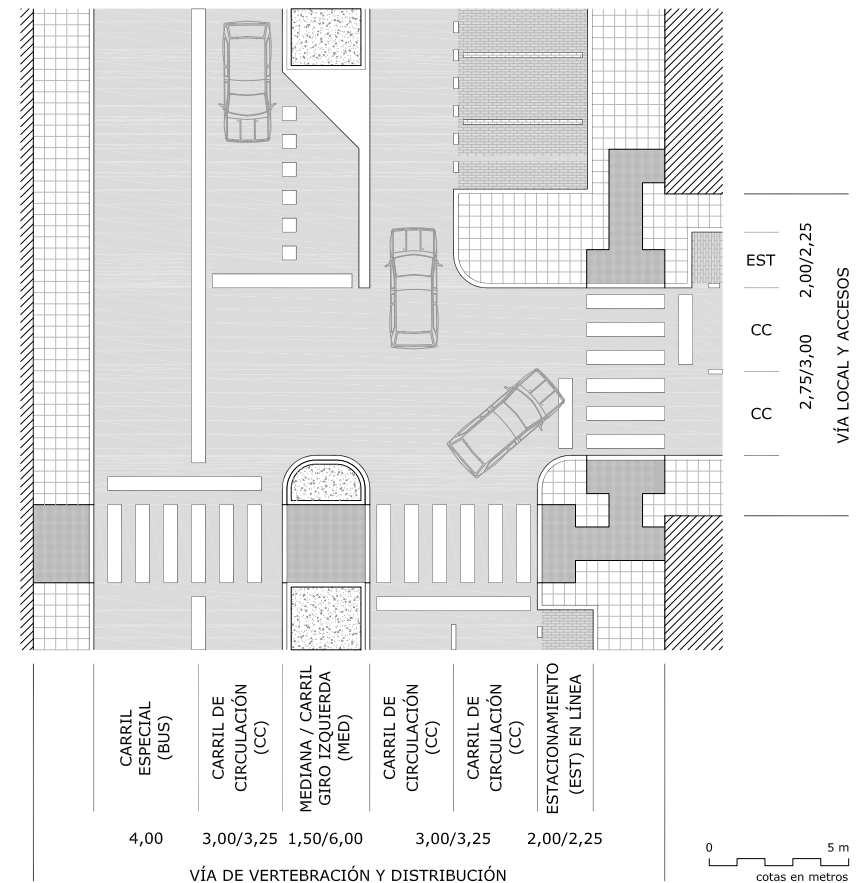 EST
CC
CC
2,00/2,25
2,75/3,00
VÍA LOCAL Y ACCESOS
CARRIL
ESPECIAL
(BUS)
CARRIL DE
CIRCULACIÓN
(CC)
MEDIANA / CARRIL
GIRO IZQUIERDA
(MED)
CARRIL DE
CIRCULACIÓN
(CC)
CARRIL DE
CIRCULACIÓN
(CC)
ESTACIONAMIENTO
(EST) EN LÍNEA
4,00
3,00/3,25
1,50/6,00
3,00/3,25
2,00/2,25
VÍA DE VERTEBRACIÓN Y DISTRIBUCIÓN
0
5 m
cotas en metros